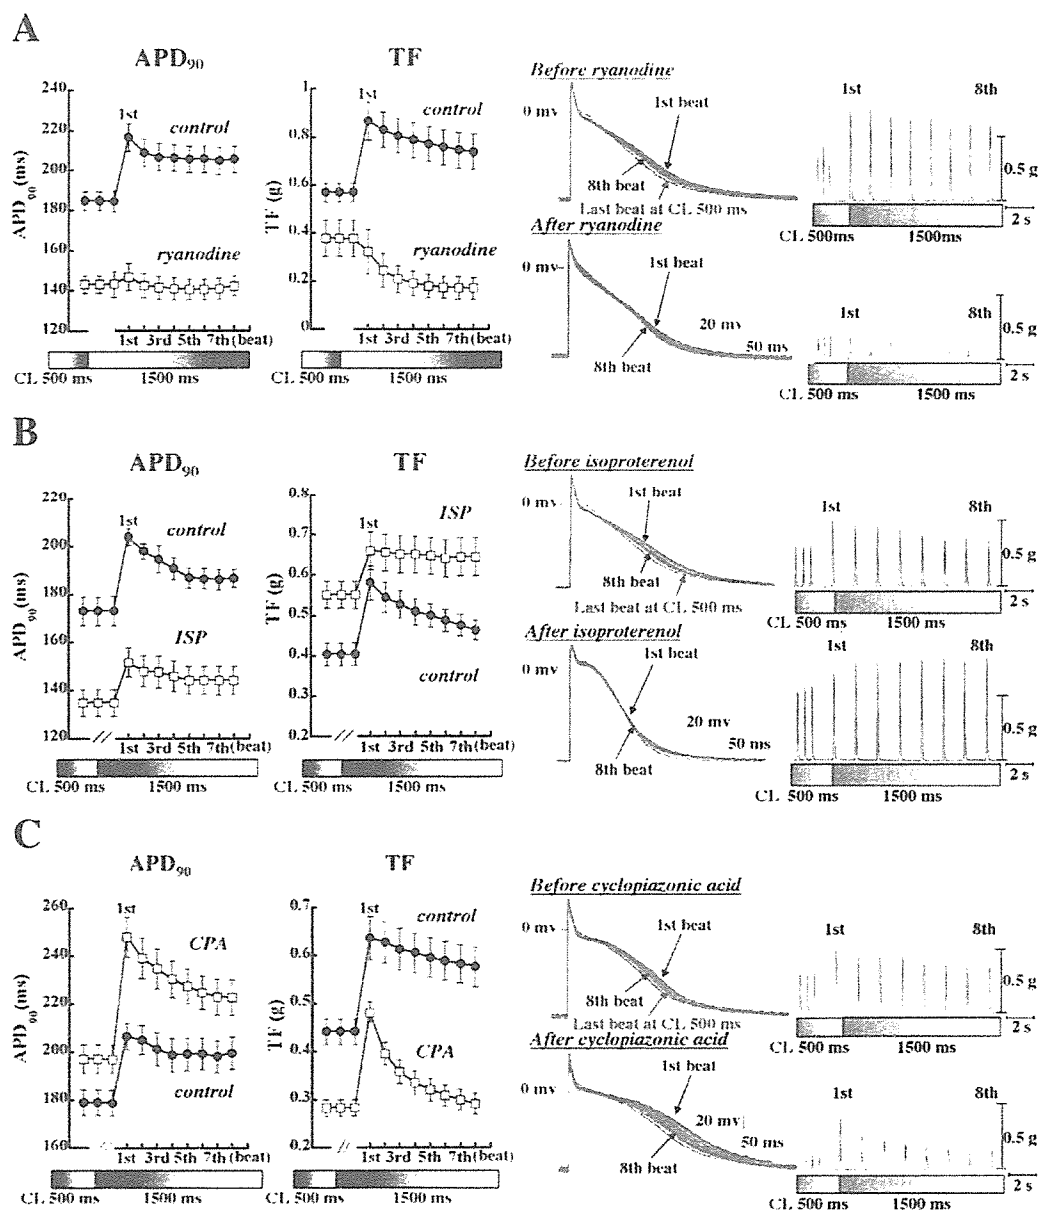 A
APD90
TF
240
220
200
180
160
140
120
APD90 (ms)
1st
control
ryanodine
1st 3rd 5th 7th (beat)
CL 500 ms
1500 ms
1
0.8
0.6
0.4
0.2
0
TF (g)
1st
control
ryanodine
1st 3rd 5th 7th (beat)
CL 500 ms
1500 ms
Before ryanodine
0 mv
1st beat
8th beat
Last beat at CL 500 ms
1st
8th
0.5 g
2 s
CL 500ms
1500ms
After ryanodine
0 mv
1st beat
8th beat
20 mv
50 ms
1st
8th
0.5 g
2 s
CL 500 ms
1500 ms
B
APD90
TF
220
200
180
160
140
120
APD90 (ms)
1st
control
ISP
1st 3rd 5th 7th (beat)
CL 500 ms
1500 ms
0.8
0.7
0.6
0.5
0.4
0.3
0.2
TF (g)
1st
ISP
control
1st 3rd 5th 7th (beat)
CL 500 ms
1500 ms
Before isoproterenol
0 mv
1st beat
8th beat
Last beat at CL 500 ms
1st
8th
0.5 g
2 s
CL 500 ms
1500 ms
After isoproterenol
0 mv
1st beat
8th beat
20 mv
50 ms
1st
8th
0.5 g
2 s
CL 500 ms
1500 ms
C
APD90
TF
260
240
220
200
180
160
APD90 (ms)
1st
CPA
control
1st 3rd 5th 7th (beat)
CL 500 ms
1500 ms
0.7
0.6
0.5
0.4
0.3
0.2
TF (g)
1st
control
CPA
1st 3rd 5th 7th (beat)
CL 500 ms
1500 ms
Before cyclopiazonic acid
0 mv
1st beat
8th beat
Last beat at CL 500 ms
1st
8th
0.5 g
2 s
CL 500 ms
1500 ms
After cyclopiazonic acid
0 mv
1st beat
8th beat
20 mv
50 ms
1st
8th
0.5 g
2 s
CL 500 ms
1500 ms